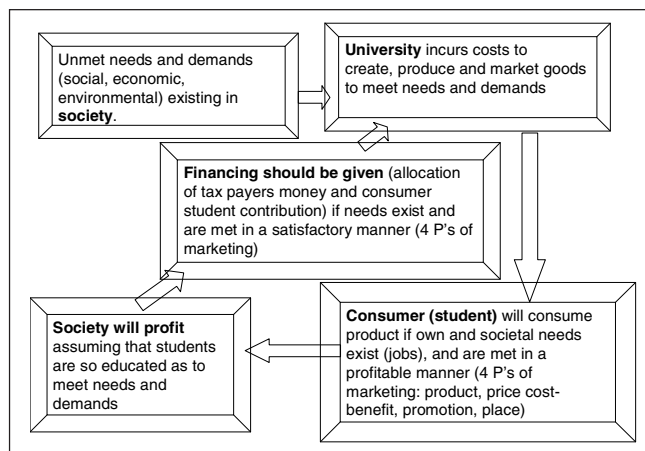 Unmet needs and demands
(social, economic,
environmental) existing in
society.
University incurs costs to
create, produce and market goods
to meet needs and demands
Financing should be given (allocation
of tax payers money and consumer
student contribution) if needs exist and
are met in a satisfactory manner (4 P's of
marketing)
Society will profit
assuming that students
are so educated as to
meet needs and
demands
Consumer (student) will consume
product if own and societal needs
exist (jobs), and are met in a
profitable manner (4 P's of
marketing: product, price cost-
benefit, promotion, place)